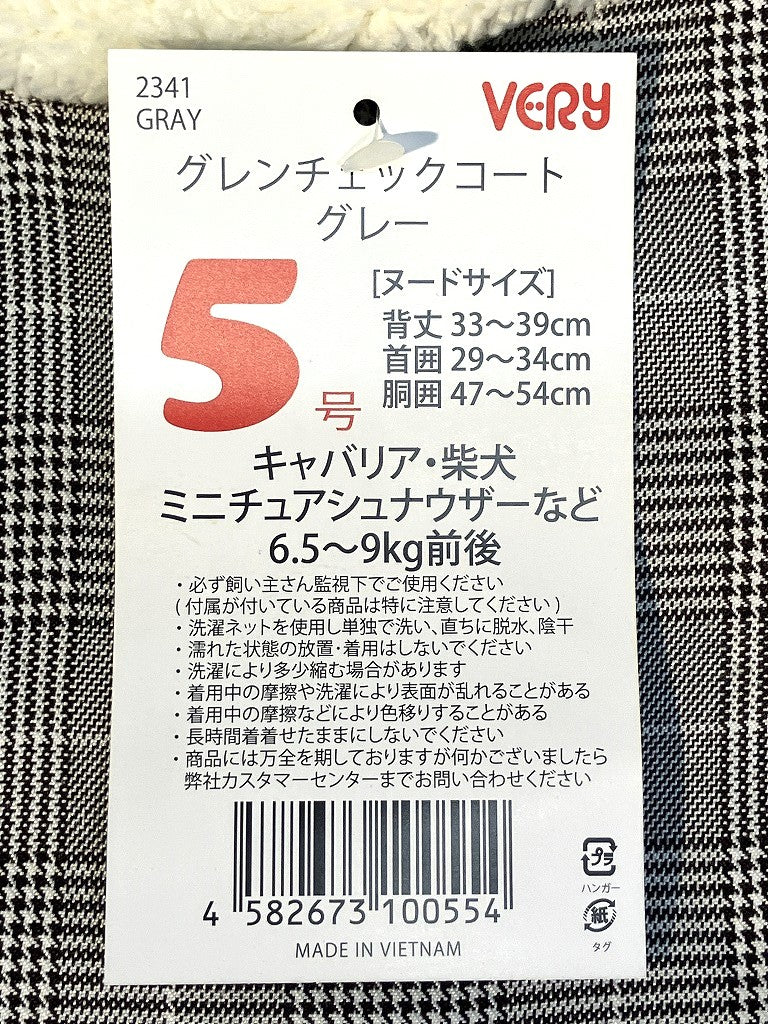 2341
GRAY
VERY
グレンチェックコート
グレー
5号
[ヌードサイズ]
背丈 33〜39cm
首囲 29〜34cm
胴囲 47〜54cm
キャバリア・柴犬
ミニチュアシュナウザーなど
6.5〜9kg前後
・必ず飼い主さん監視下でご使用ください
(付属が付いている商品は特に注意してください)
・洗濯ネットを使用し単独で洗い、直ちに脱水、陰干
・濡れた状態の放置・着用はしないでください
・洗濯により多少縮む場合があります
・着用中の摩擦や洗濯により表面が乱れることがある
・着用中の摩擦などにより色移りすることがある
・長時間着着せたままにしないでください
・商品には万全を期しておりますが何かございましたら
弊社カスタマーセンターまでお問い合わせください
プラ
ハンガー
紙
タグ
4 582673 100554
MADE IN VIETNAM